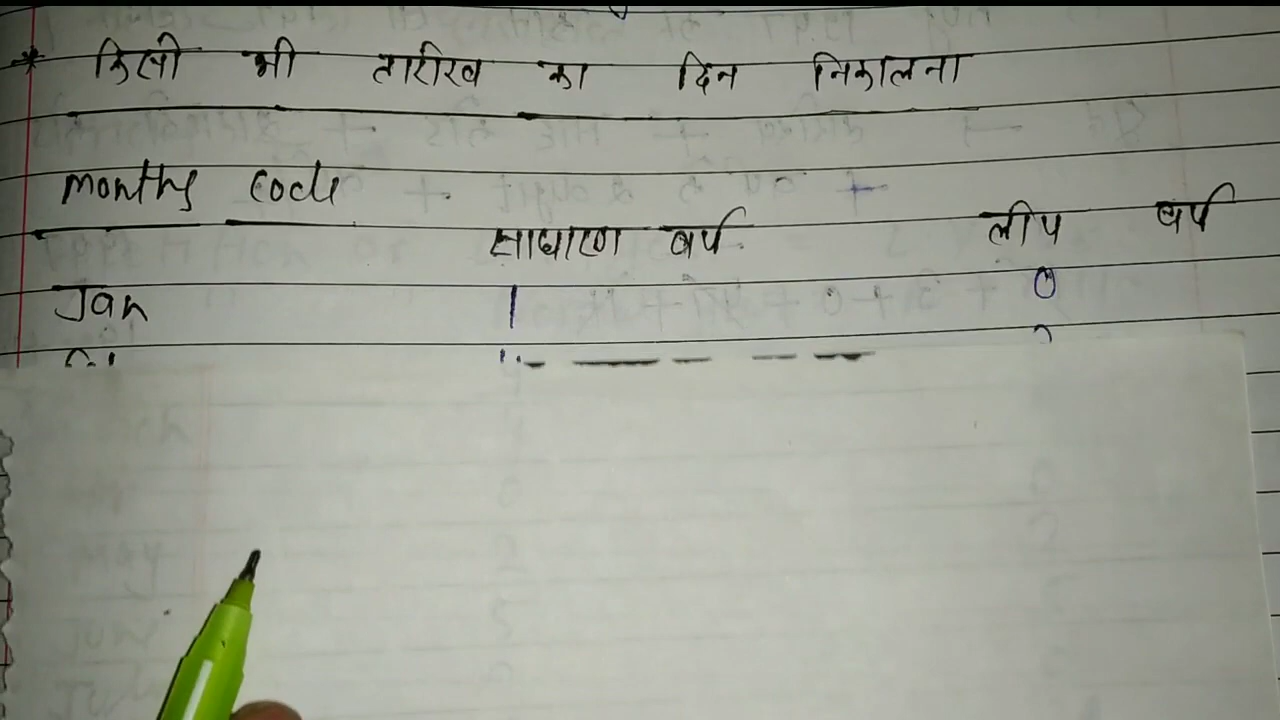 * किसी भी तारीख का दिन निकालना
months code
साधारण वर्ष लीप वर्ष
Jan 1 0